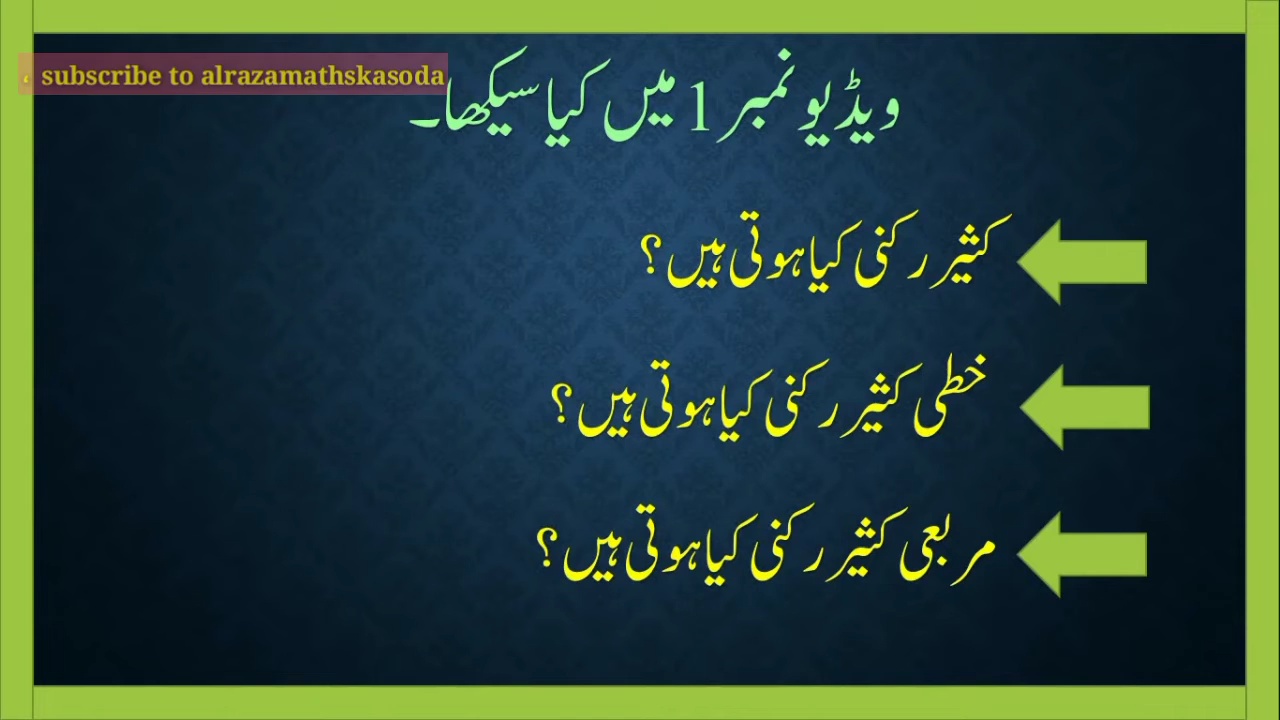 ، subscribe to alrazamathskasoda
ویڈیو نمبر 1 میں کیا سیکھا۔
کثیر رکنی کیا ہوتی ہیں؟
خطی کثیر رکنی کیا ہوتی ہیں؟
مربعی کثیر رکنی کیا ہوتی ہیں؟